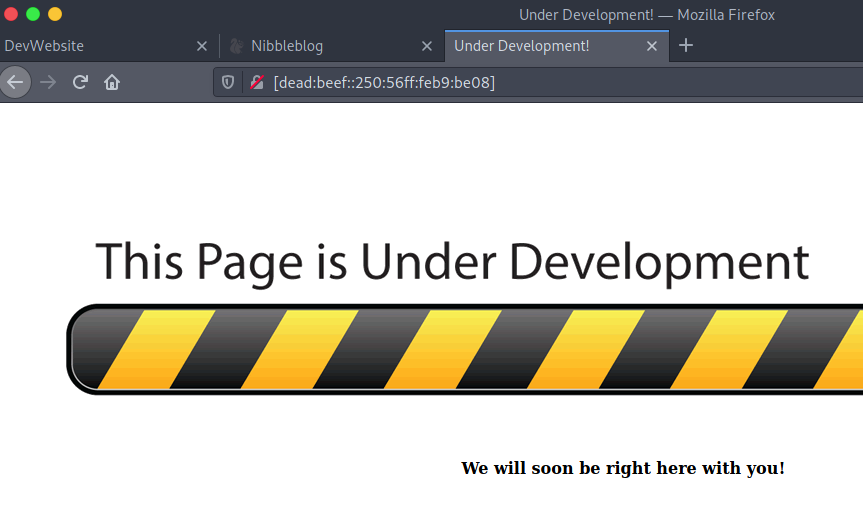 Under Development! — Mozilla Firefox
DevWebsite
Nibbleblog
Under Development!
[dead:beef::250:56ff:feb9:be08]
This Page is Under Development
We will soon be right here with you!